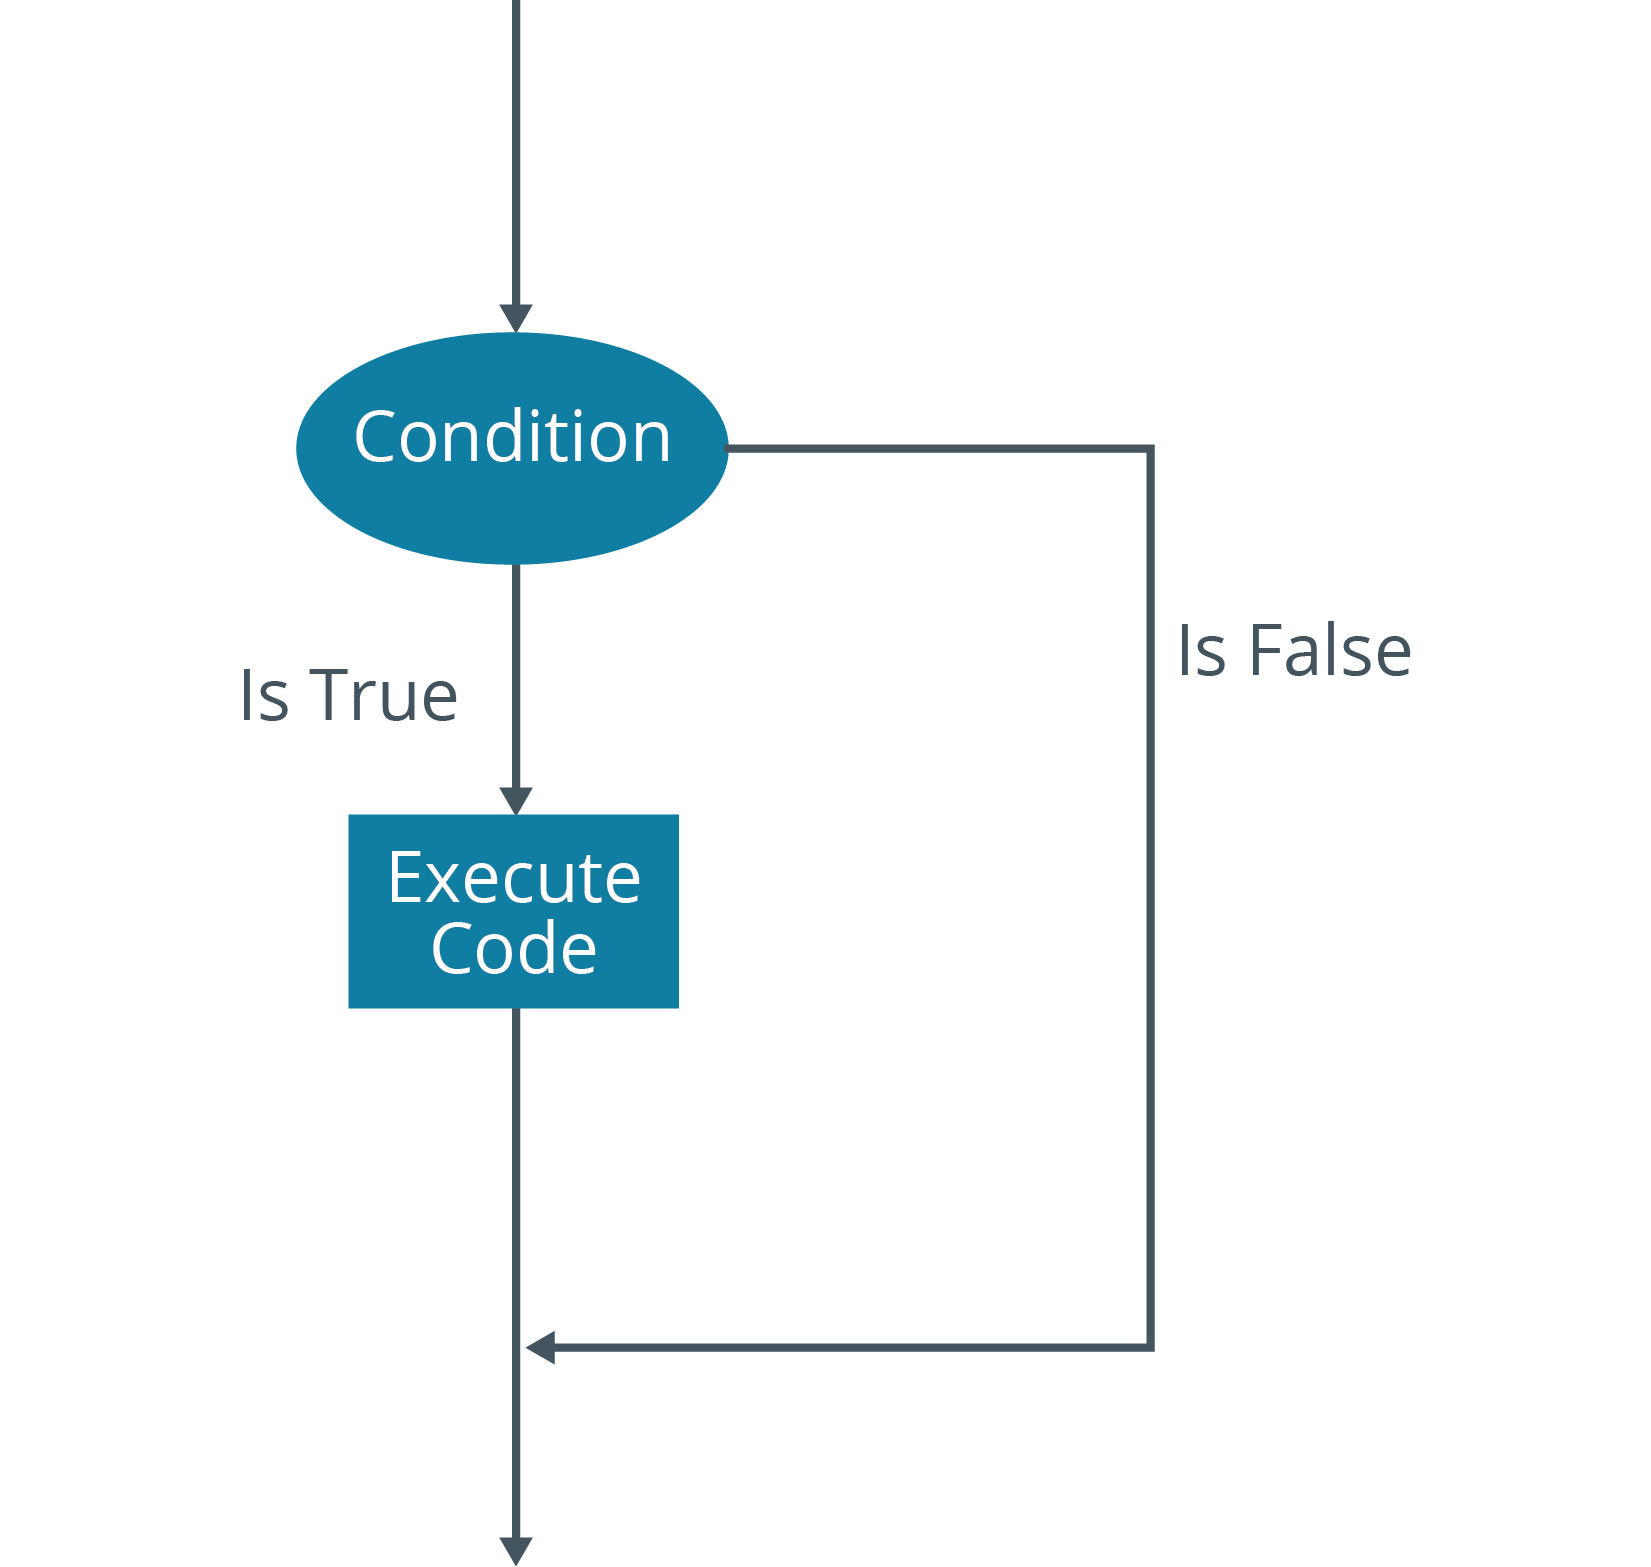 Condition
Is False
Is True
Execute
Code